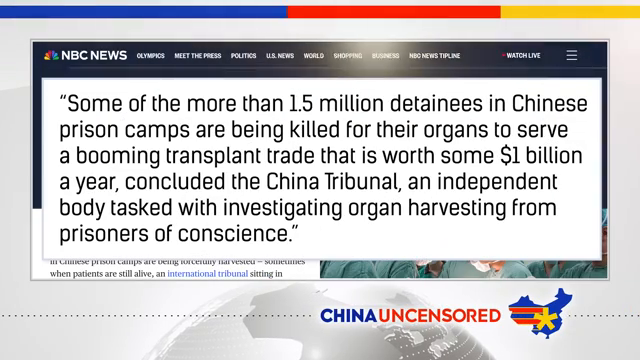 NBC NEWS OLYMPICS MEET THE PRESS POLITICS U.S. NEWS WORLD SHOPPING BUSINESS NBC NEWS TIPLINE WATCH LIVE
“Some of the more than 1.5 million detainees in Chinese
prison camps are being killed for their organs to serve
a booming transplant trade that is worth some $1 billion
a year, concluded the China Tribunal, an independent
body tasked with investigating organ harvesting from
prisoners of conscience.”
in Chinese prison camps are being forcefully harvested — sometimes
when patients are still alive, an international tribunal sitting in
CHINA UNCENSORED